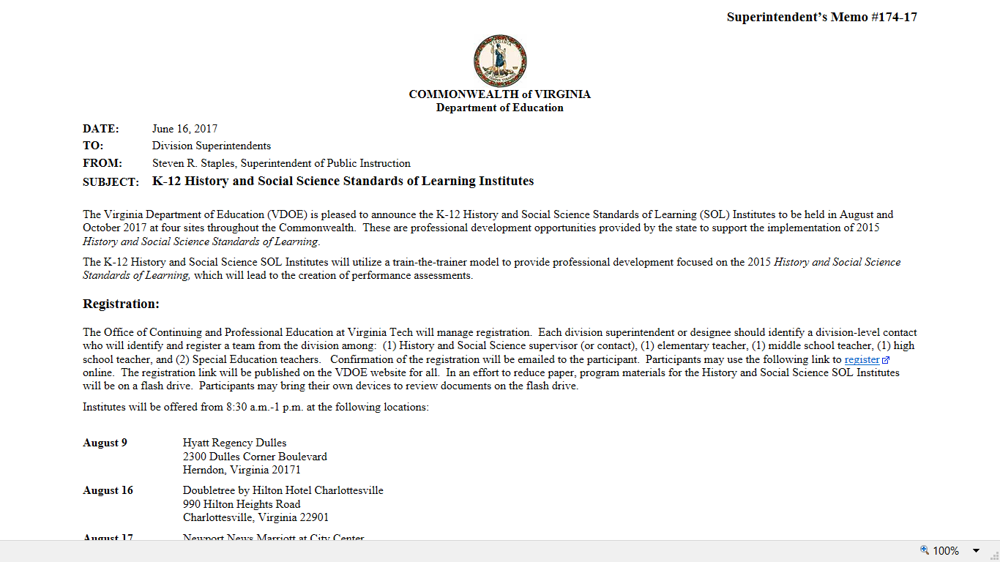 Superintendent's Memo #174-17
VIRGINIA
COMMONWEALTH of VIRGINIA
Department of Education
DATE: June 16, 2017
TO: Division Superintendents
FROM: Steven R. Staples, Superintendent of Public Instruction
SUBJECT: K-12 History and Social Science Standards of Learning Institutes
The Virginia Department of Education (VDOE) is pleased to announce the K-12 History and Social Science Standards of Learning (SOL) Institutes to be held in August and
October 2017 at four sites throughout the Commonwealth. These are professional development opportunities provided by the state to support the implementation of 2015
History and Social Science Standards of Learning.
The K-12 History and Social Science SOL Institutes will utilize a train-the-trainer model to provide professional development focused on the 2015 History and Social Science
Standards of Learning, which will lead to the creation of performance assessments.
Registration:
The Office of Continuing and Professional Education at Virginia Tech will manage registration. Each division superintendent or designee should identify a division-level contact
who will identify and register a team from the division among: (1) History and Social Science supervisor (or contact), (1) elementary teacher, (1) middle school teacher, (1) high
school teacher, and (2) Special Education teachers. Confirmation of the registration will be emailed to the participant. Participants may use the following link to register
online. The registration link will be published on the VDOE website for all. In an effort to reduce paper, program materials for the History and Social Science SOL Institutes
will be on a flash drive. Participants may bring their own devices to review documents on the flash drive.
Institutes will be offered from 8:30 a.m.-1 p.m. at the following locations:
August 9 Hyatt Regency Dulles
2300 Dulles Corner Boulevard
Herndon, Virginia 20171
August 16 Doubletree by Hilton Hotel Charlottesville
990 Hilton Heights Road
Charlottesville, Virginia 22901
August 17 Newport News Marriott at City Center
100%